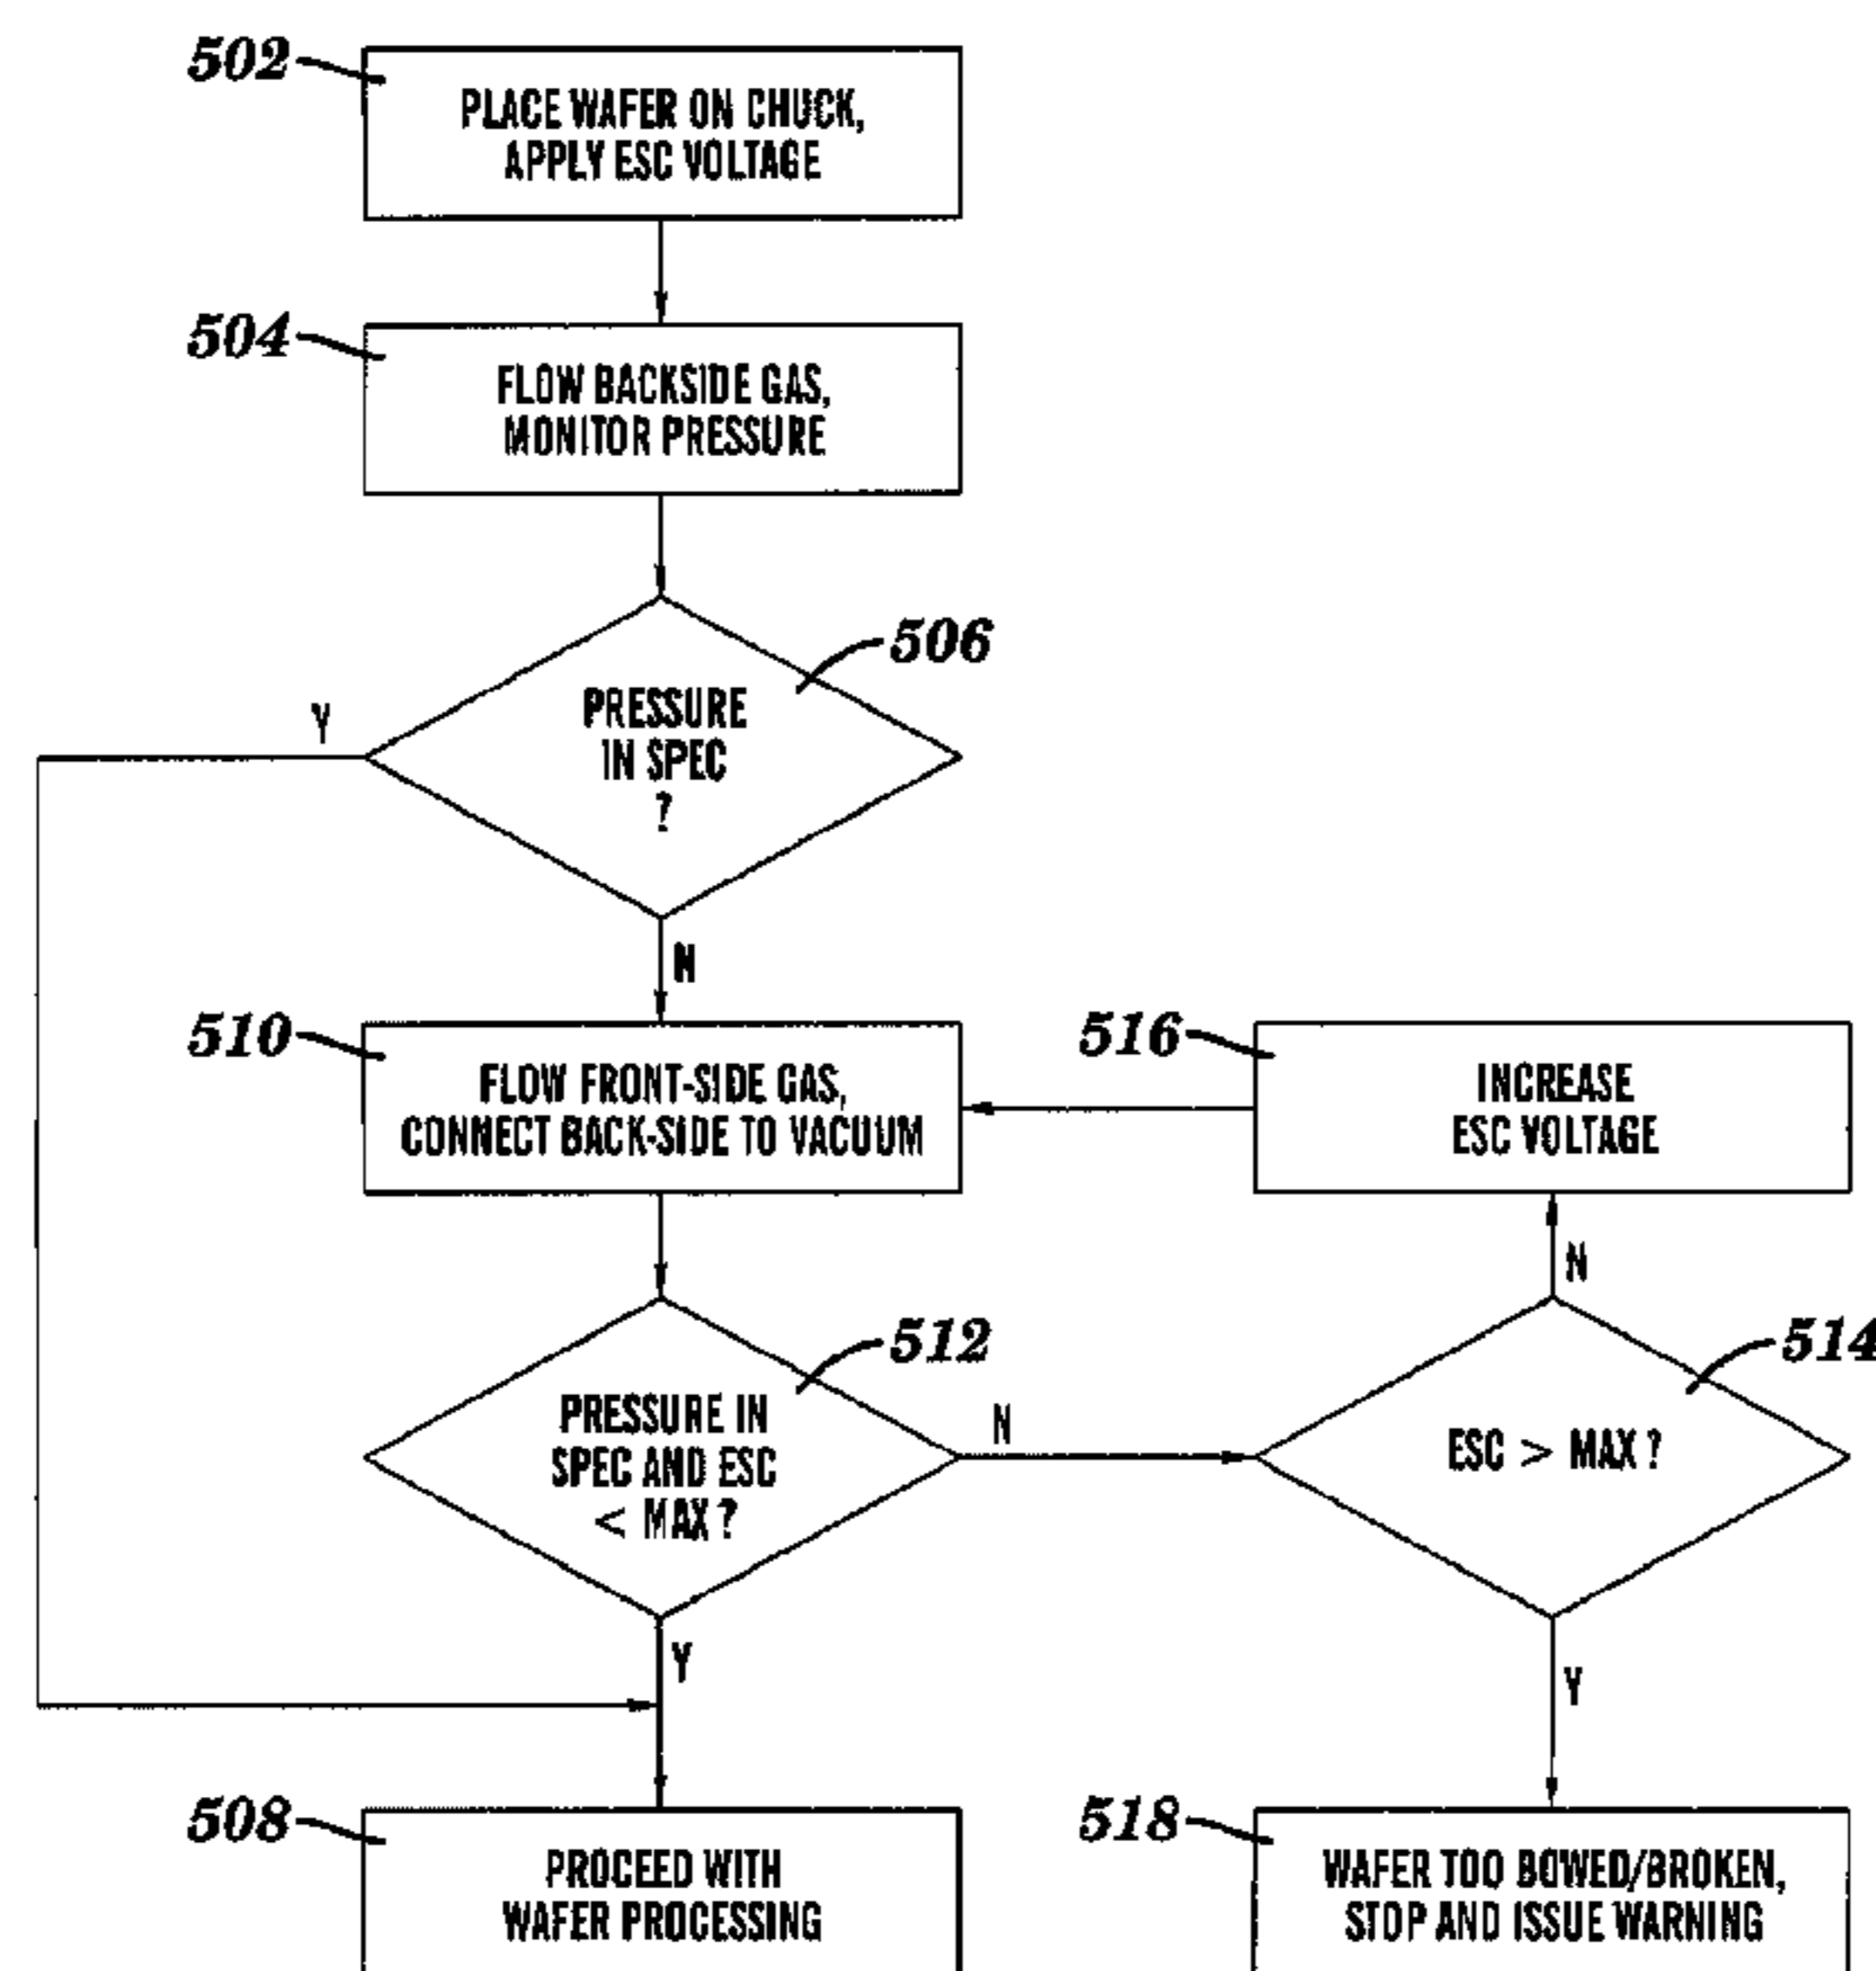 502
PLACE WAFER ON CHUCK,
APPLY ESC VOLTAGE
504
FLOW BACKSIDE GAS,
MONITOR PRESSURE
506
PRESSURE
IN SPEC
?
Y
N
510
FLOW FRONT-SIDE GAS,
CONNECT BACK-SIDE TO VACUUM
516
INCREASE
ESC VOLTAGE
N
512
PRESSURE IN
SPEC AND ESC
< MAX?
N
514
ESC > MAX?
Y
Y
508
PROCEED WITH
WAFER PROCESSING
518
WAFER TOO BOWED/BROKEN,
STOP AND ISSUE WARNING